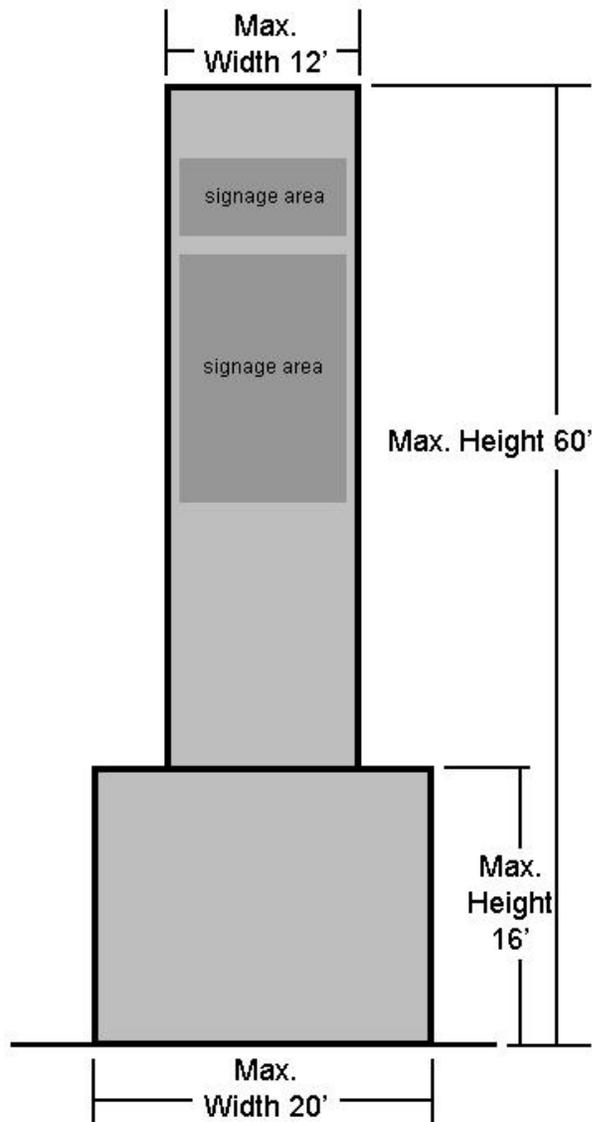 Max.
Width 12’
signage area
signage area
Max. Height 60’
Max.
Height
16’
Max.
Width 20’